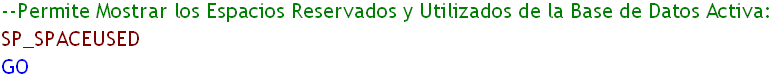 --Permite Mostrar los Espacios Reservados y Utilizados de la Base de Datos Activa:
SP_SPACEUSED
GO